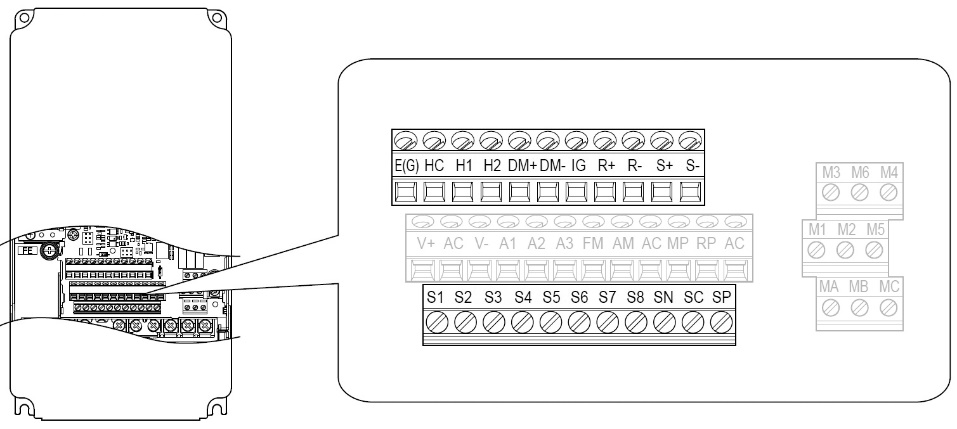 E(G) HC H1 H2 DM+ DM- IG R+ R- S+ S-
V+ AC V- A1 A2 A3 FM AM AC MP RP AC
S1 S2 S3 S4 S5 S6 S7 S8 SN SC SP
M3 M6 M4
M1 M2 M5
MA MB MC
FE